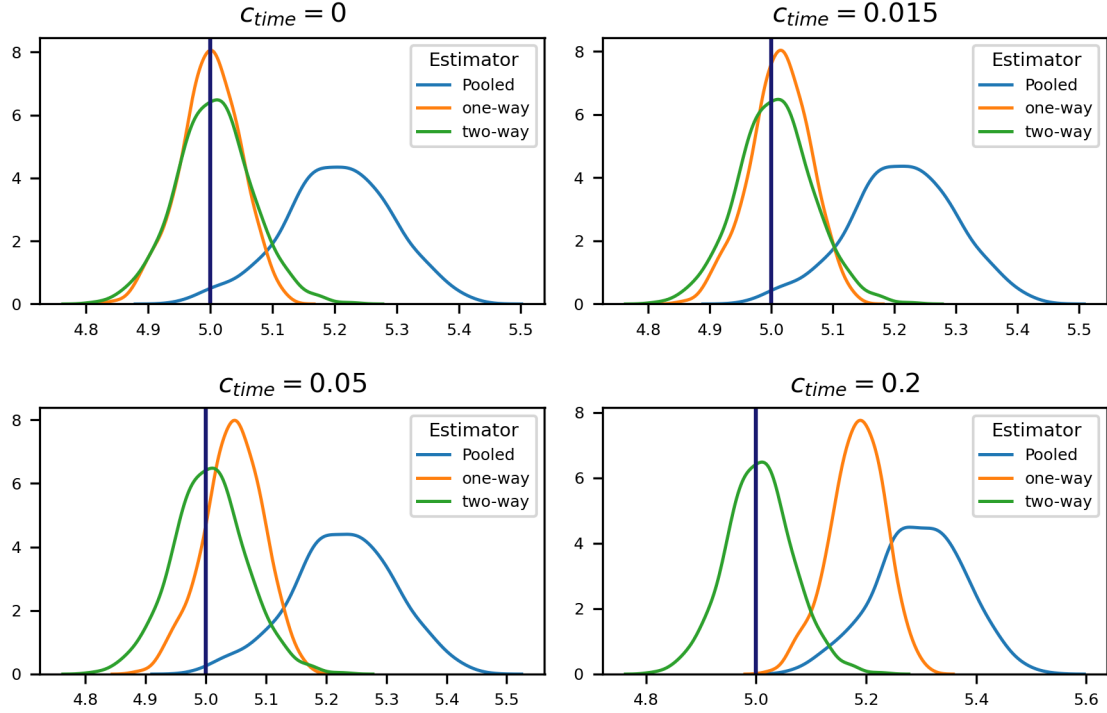 c_time = 0
8
6
4
2
0
4.8 4.9 5.0 5.1 5.2 5.3 5.4 5.5
Estimator
Pooled
one-way
two-way
c_time = 0.015
8
6
4
2
0
4.8 4.9 5.0 5.1 5.2 5.3 5.4 5.5
Estimator
Pooled
one-way
two-way
c_time = 0.05
8
6
4
2
0
4.8 4.9 5.0 5.1 5.2 5.3 5.4 5.5
Estimator
Pooled
one-way
two-way
c_time = 0.2
8
6
4
2
0
4.8 5.0 5.2 5.4 5.6
Estimator
Pooled
one-way
two-way